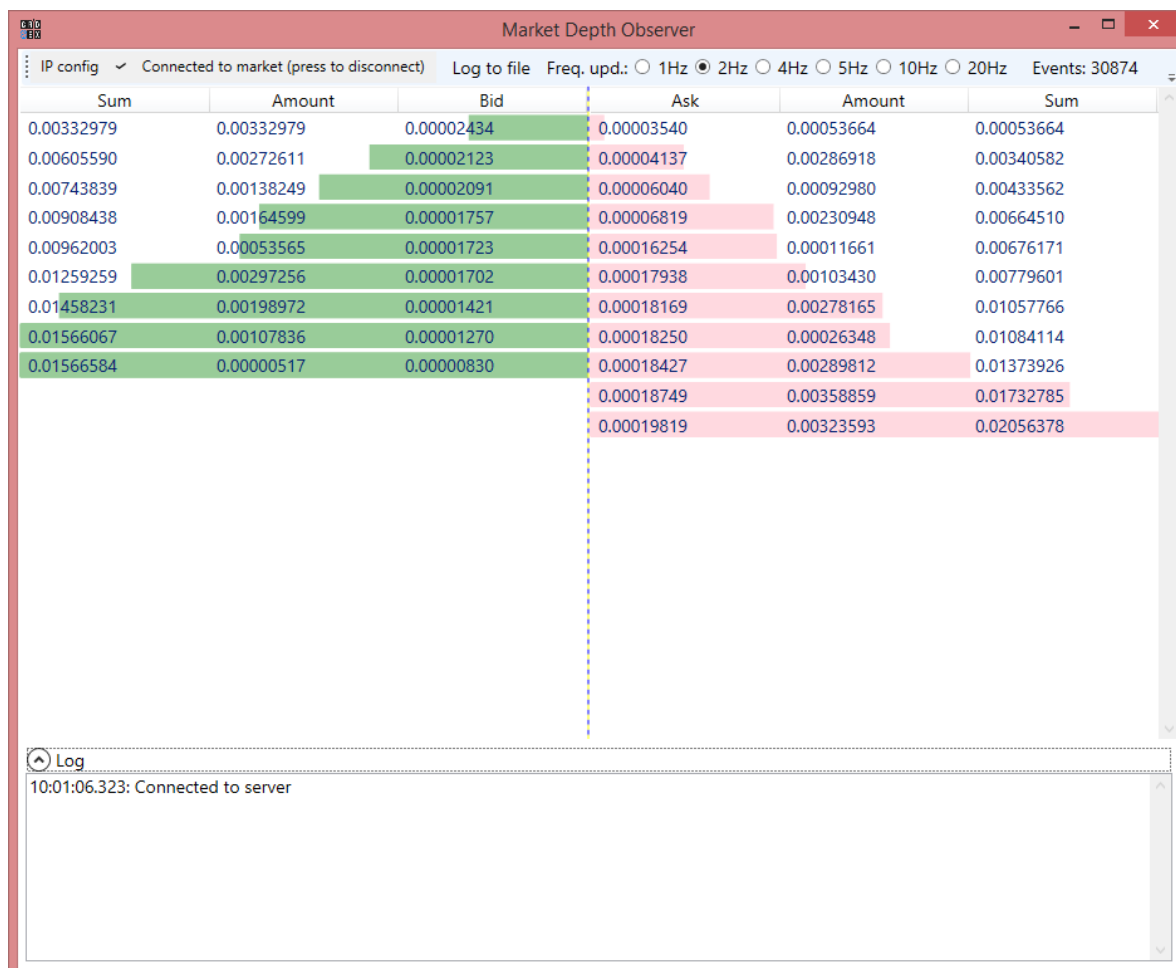 Market Depth Observer
IP config Connected to market (press to disconnect) Log to file Freq. upd.: 1Hz 2Hz 4Hz 5Hz 10Hz 20Hz Events: 30874
Sum Amount Bid Ask Amount Sum
0.00332979 0.00332979 0.00002434 0.00003540 0.00053664 0.00053664
0.00605590 0.00272611 0.00002123 0.00004137 0.00286918 0.00340582
0.00743839 0.00138249 0.00002091 0.00006040 0.00092980 0.00433562
0.00908438 0.00164599 0.00001757 0.00006819 0.00230948 0.00664510
0.00962003 0.00053565 0.00001723 0.00016254 0.00011661 0.00676171
0.01259259 0.00297256 0.00001702 0.00017938 0.00103430 0.00779601
0.01458231 0.00198972 0.00001421 0.00018169 0.00278165 0.01057766
0.01566067 0.00107836 0.00001270 0.00018250 0.00026348 0.01084114
0.01566584 0.00000517 0.00000830 0.00018427 0.00289812 0.01373926
0.00018749 0.00358859 0.01732785
0.00019819 0.00323593 0.02056378
Log
10:01:06.323: Connected to server